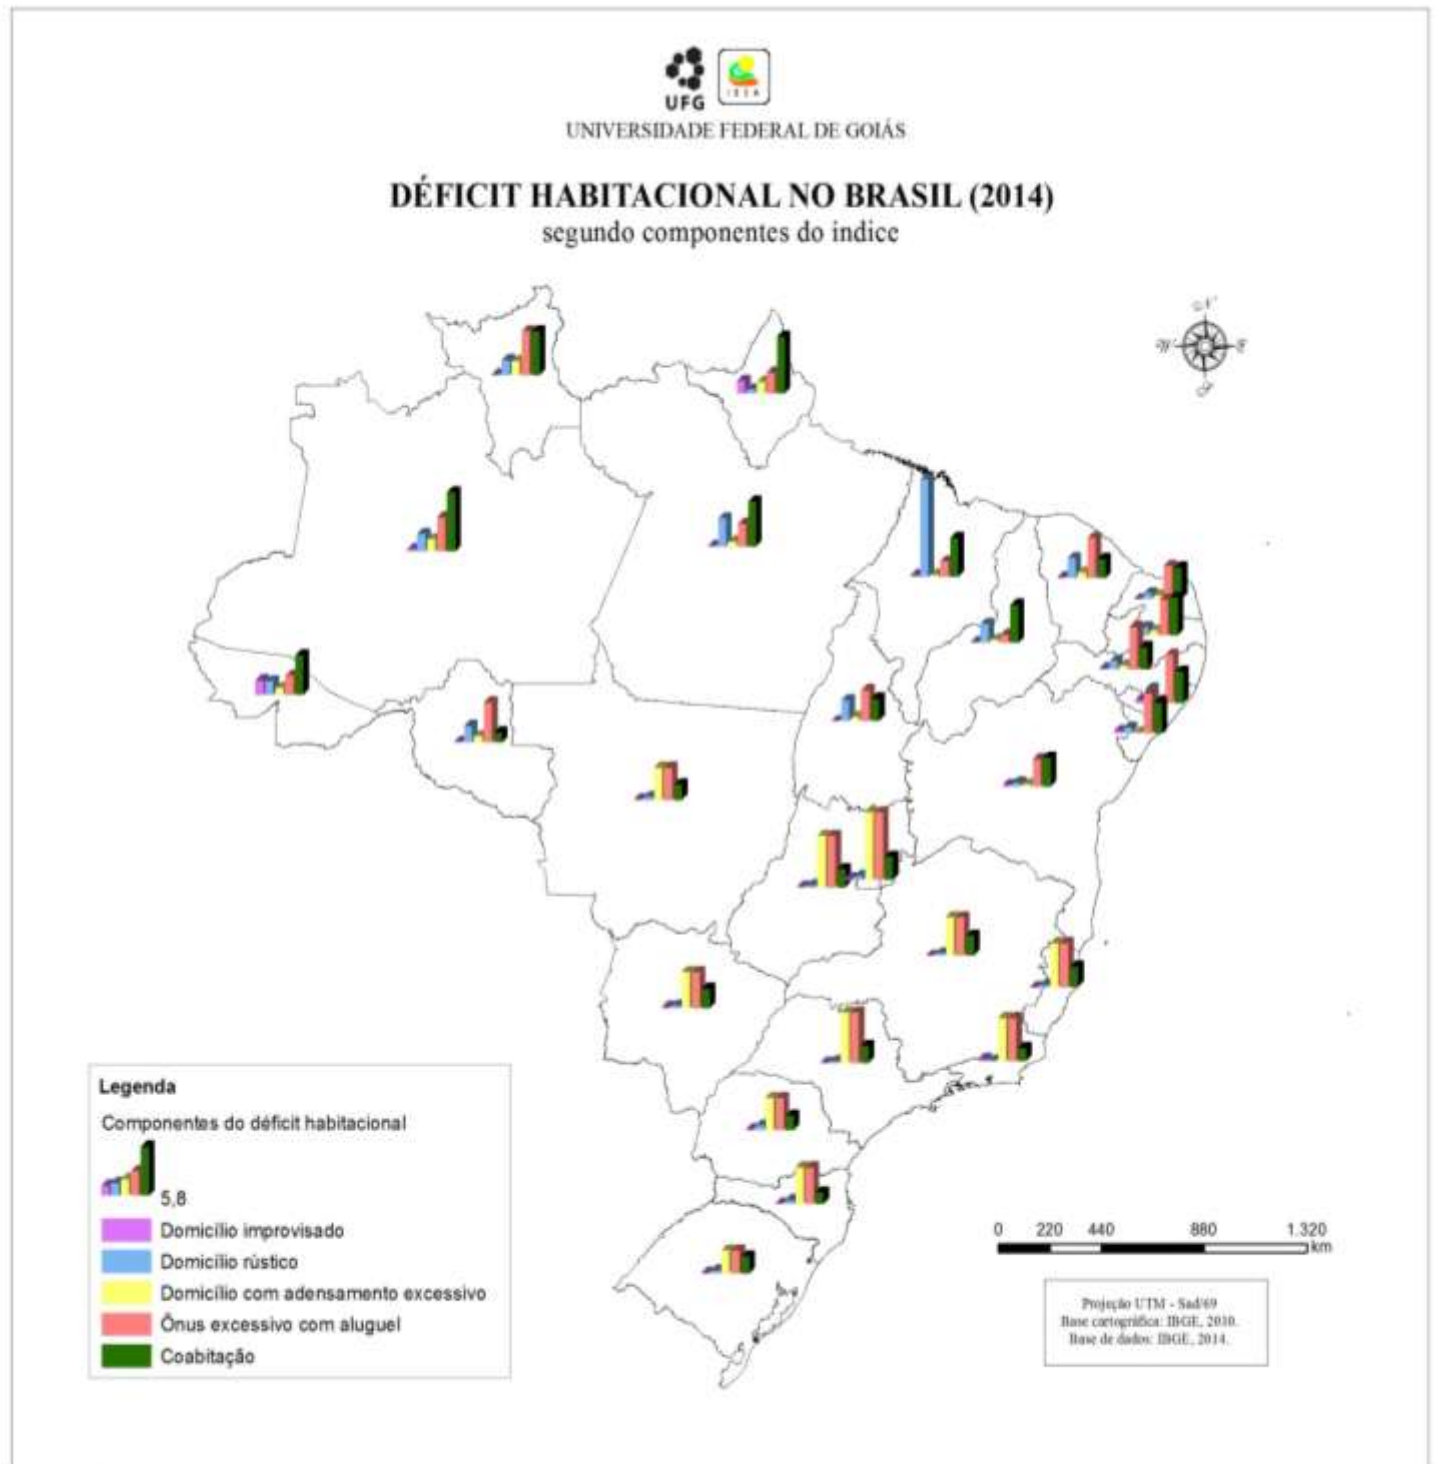 UFG
IESA
UNIVERSIDADE FEDERAL DE GOIÁS
DÉFICIT HABITACIONAL NO BRASIL (2014)
segundo componentes do indice
N
W
E
S
Legenda
Componentes do déficit habitacional
5,8
Domicílio improvisado
Domicílio rústico
Domicílio com adensamento excessivo
Ônus excessivo com aluguel
Coabitação
0 220 440 880 1.320
km
Projeção UTM - Sad/69
Base cartográfica: IBGE, 2010.
Base de dados: IBGE, 2014.